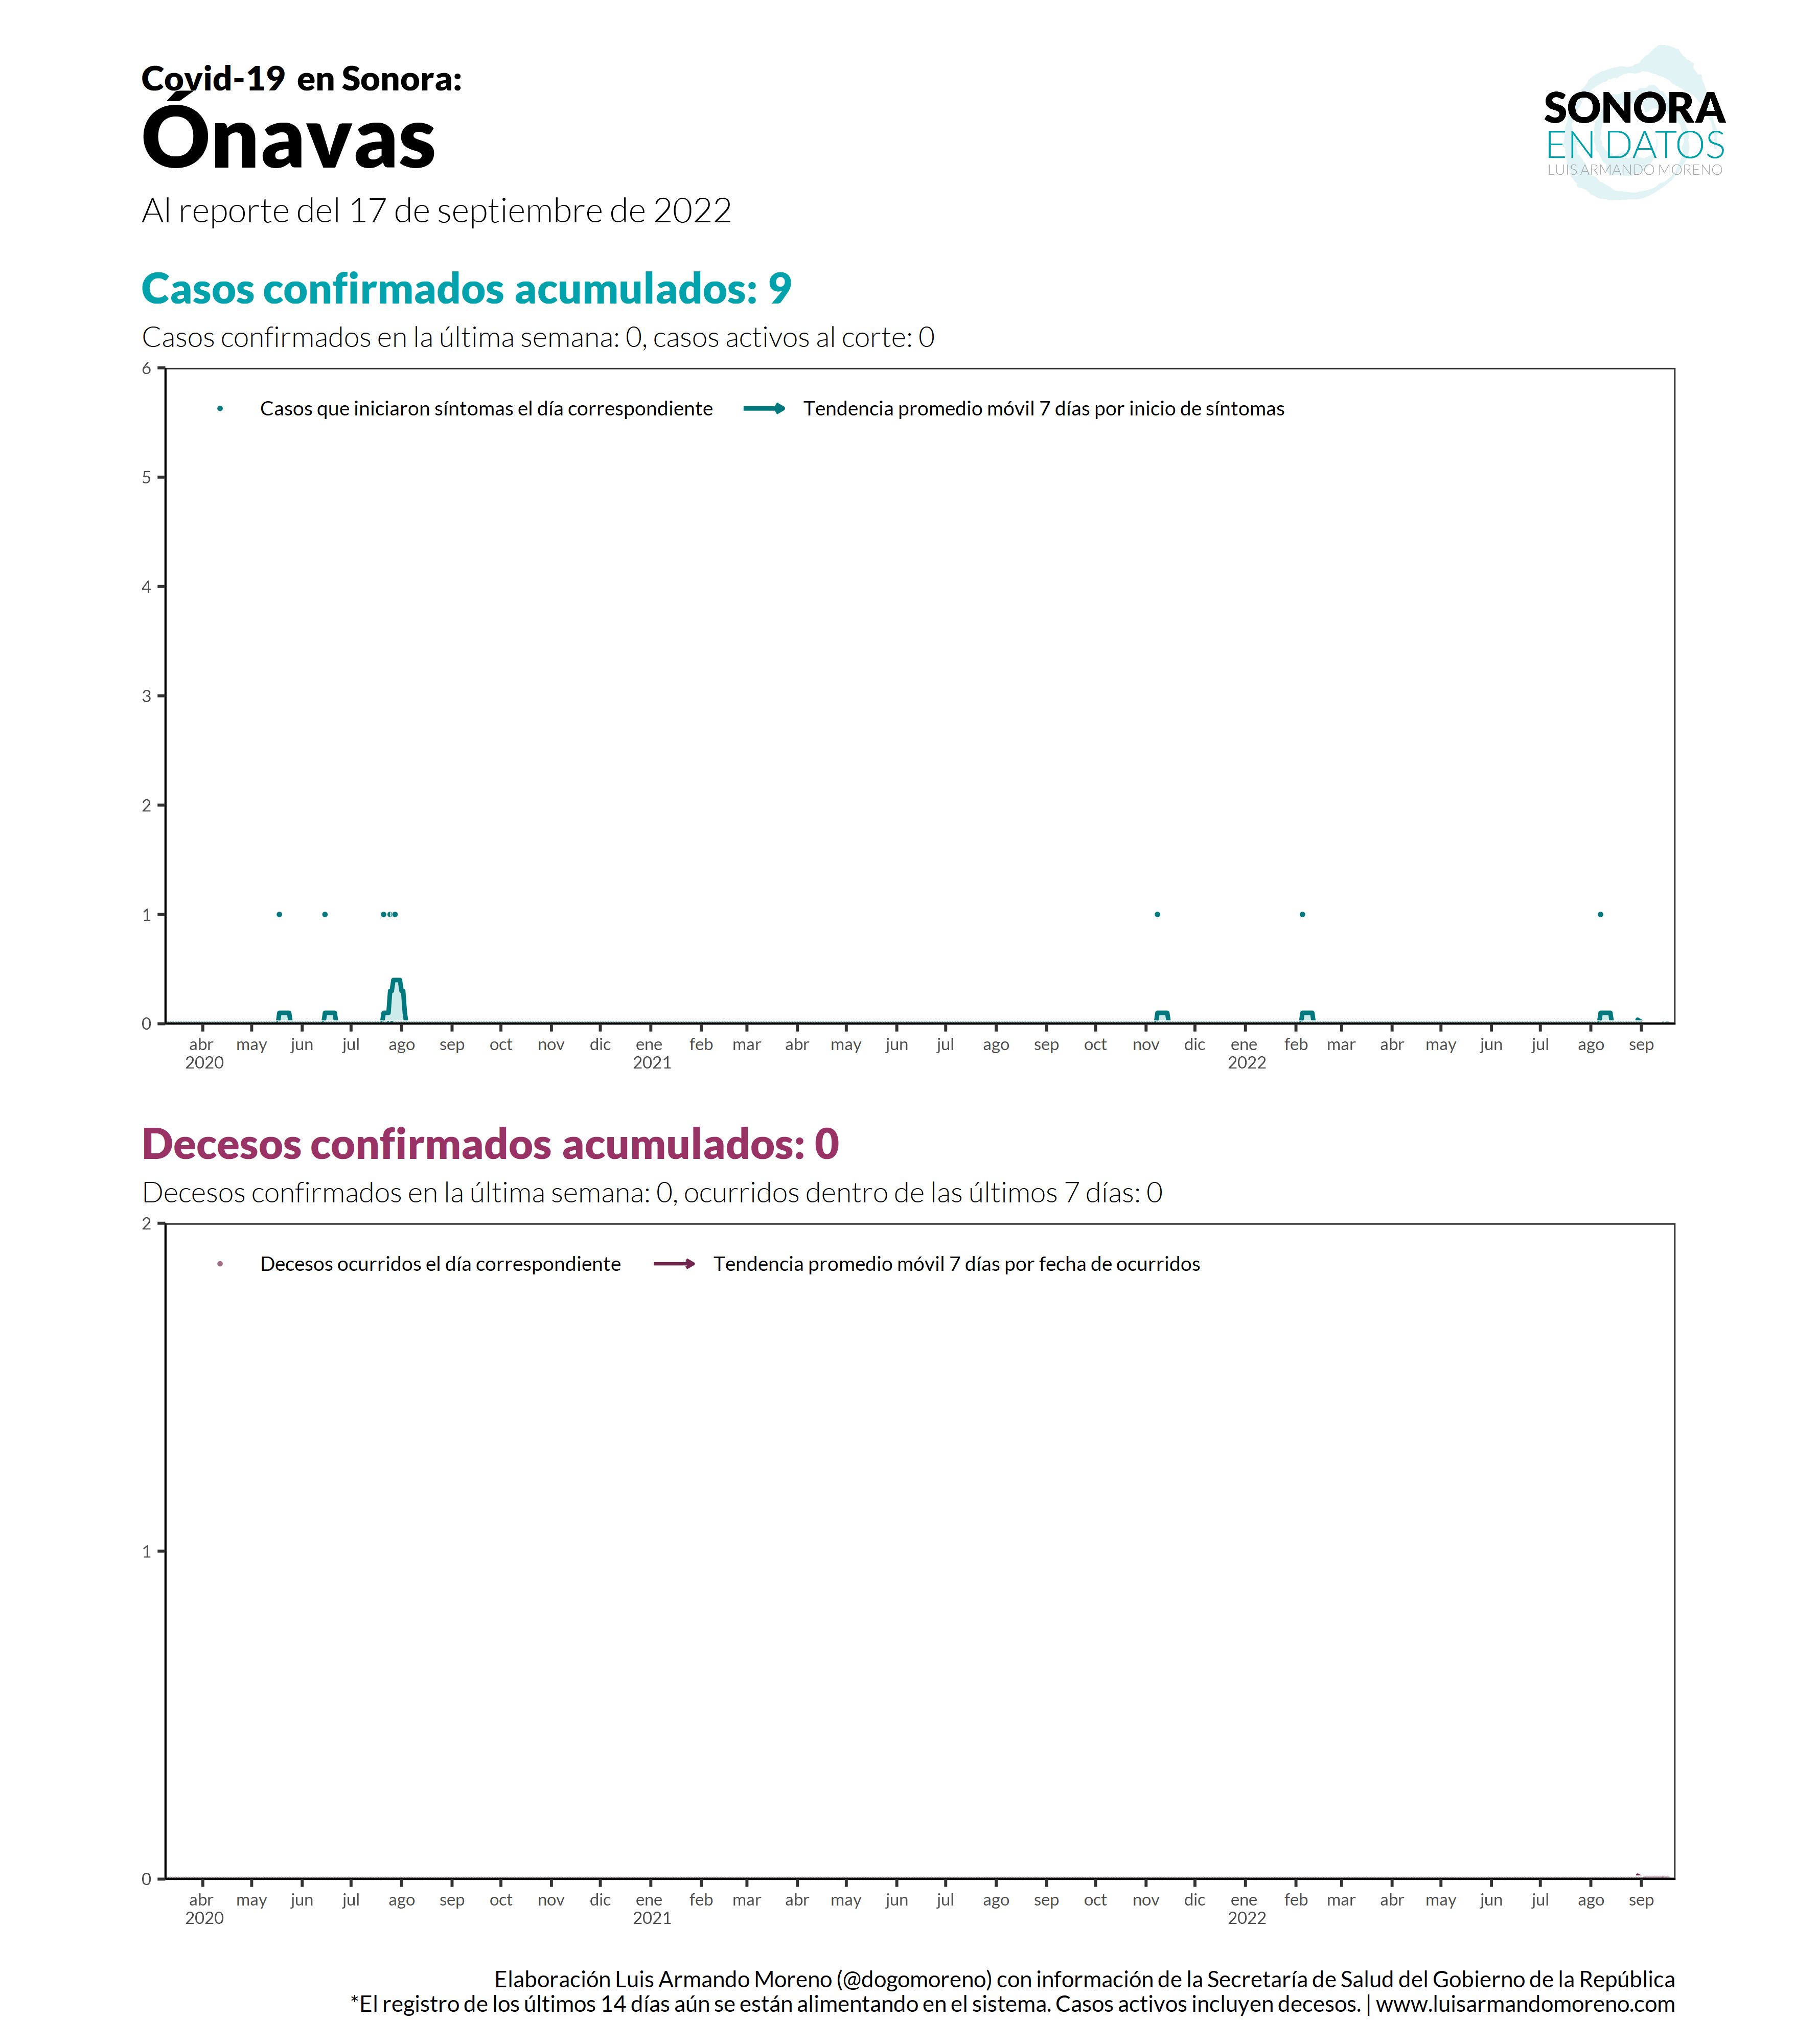 Covid-19 en Sonora:
Ónavas
Al reporte del 17 de septiembre de 2022
SONORA
EN DATOS
LUIS ARMANDO MORENO
Casos confirmados acumulados: 9
Casos confirmados en la última semana: 0, casos activos al corte: 0
Casos que iniciaron síntomas el día correspondiente
Tendencia promedio móvil 7 días por inicio de síntomas
6
5
4
3
2
1
0
abr may jun jul ago sep oct nov dic ene feb mar abr may jun jul ago sep oct nov dic ene feb mar abr may jun jul ago sep
2020 2021 2022
Decesos confirmados acumulados: 0
Decesos confirmados en la última semana: 0, ocurridos dentro de las últimos 7 días: 0
Decesos ocurridos el día correspondiente
Tendencia promedio móvil 7 días por fecha de ocurridos
2
1
0
abr may jun jul ago sep oct nov dic ene feb mar abr may jun jul ago sep oct nov dic ene feb mar abr may jun jul ago sep
2020 2021 2022
Elaboración Luis Armando Moreno (@dogomoreno) con información de la Secretaría de Salud del Gobierno de la República
*El registro de los últimos 14 días aún se están alimentando en el sistema. Casos activos incluyen decesos. | www.luisarmandomoreno.com